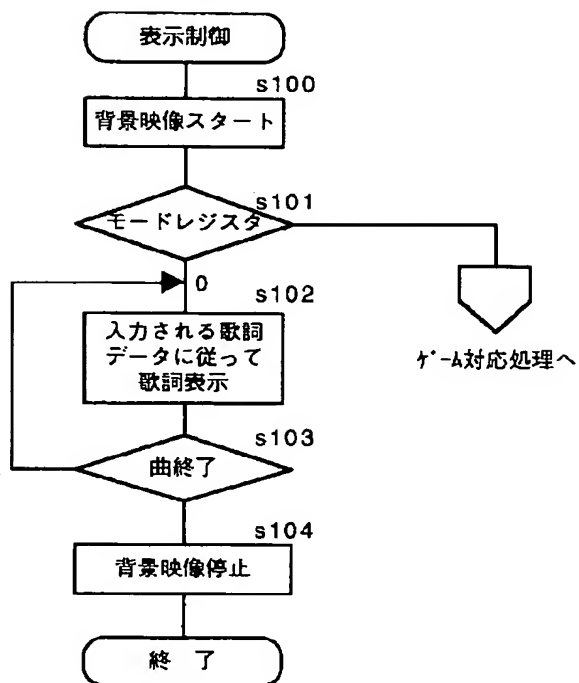 表示制御
s100
背景映像スタート
s101
モードレジスタ
0
s102
入力される歌詞
データに従って
歌詞表示
ゲーム対応処理へ
s103
曲終了
s104
背景映像停止
終 了